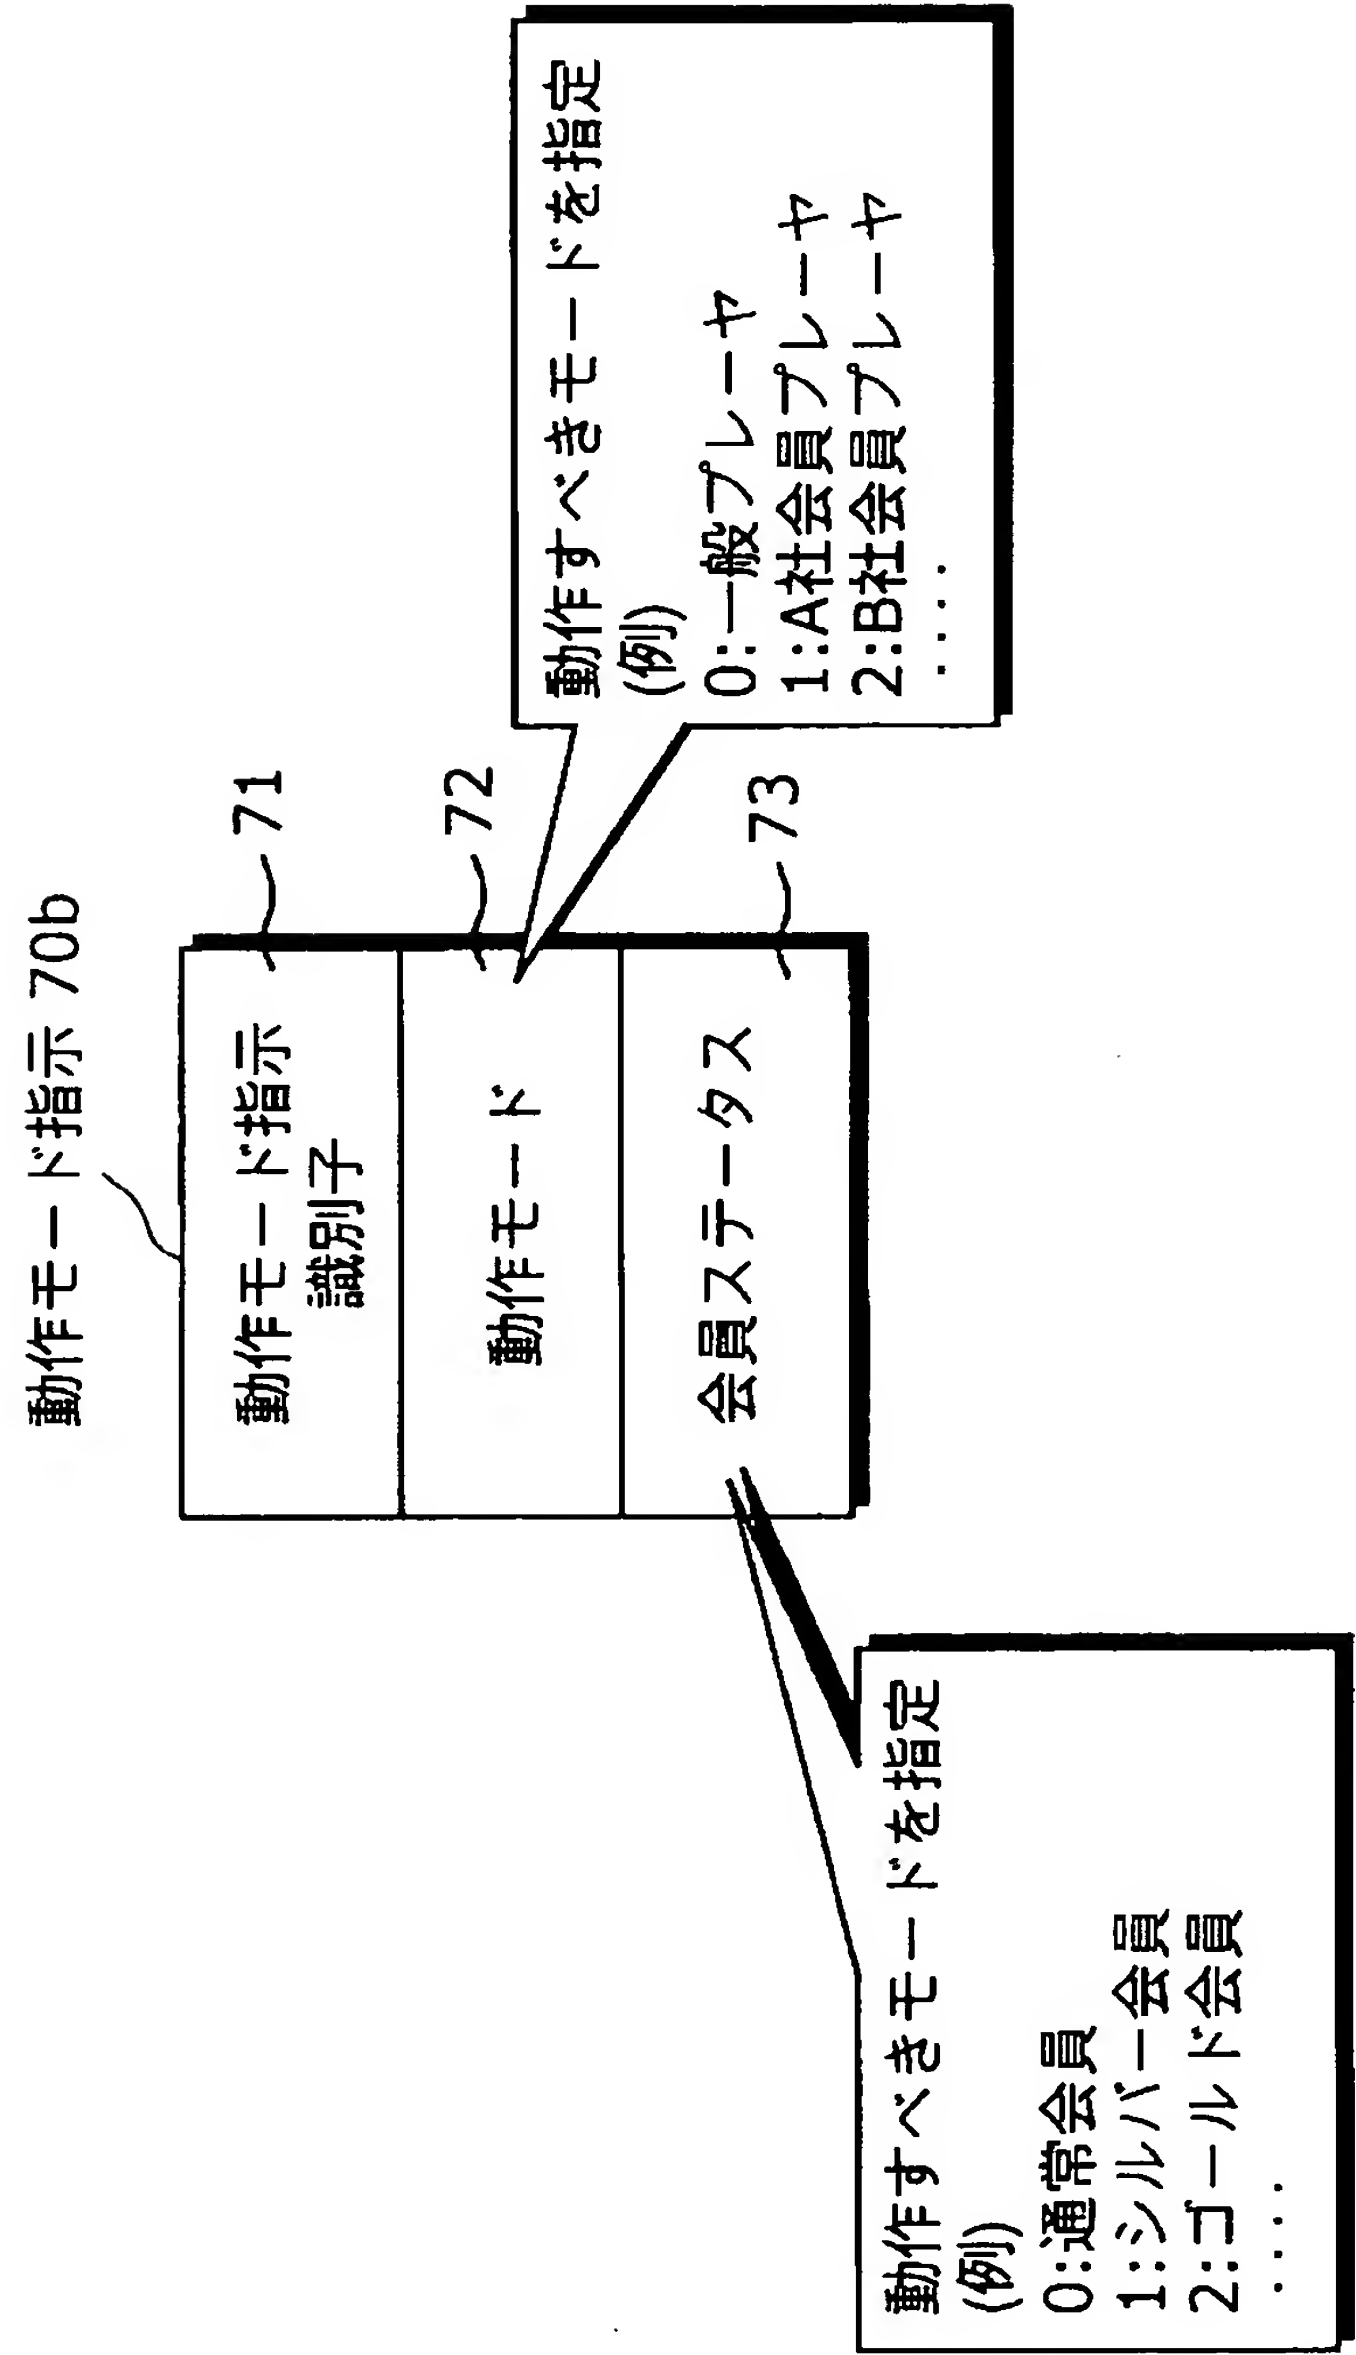 動作モード指示 70b
動作モード指示
識別子
71
動作モード
72
会員ステータス
73
動作すべきモードを指定
(例)
0:一般プレーヤ
1:A社会員プレーヤ
2:B社会員プレーヤ
....
動作すべきモードを指定
(例)
0:通常会員
1:シルバー会員
2:ゴールド会員
....